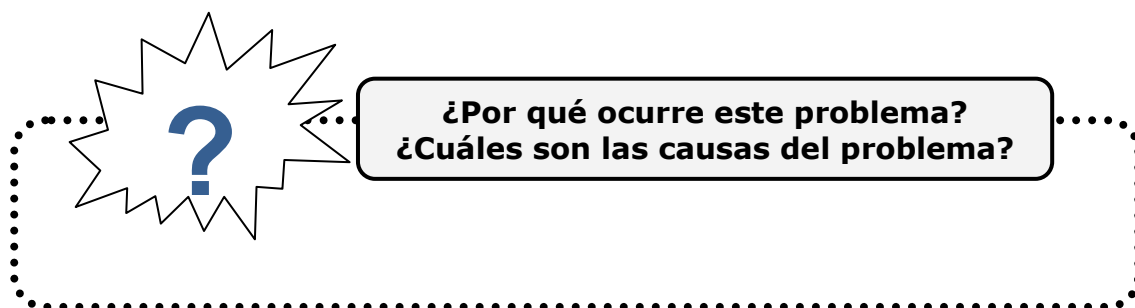 ?
¿Por qué ocurre este problema?
¿Cuáles son las causas del problema?